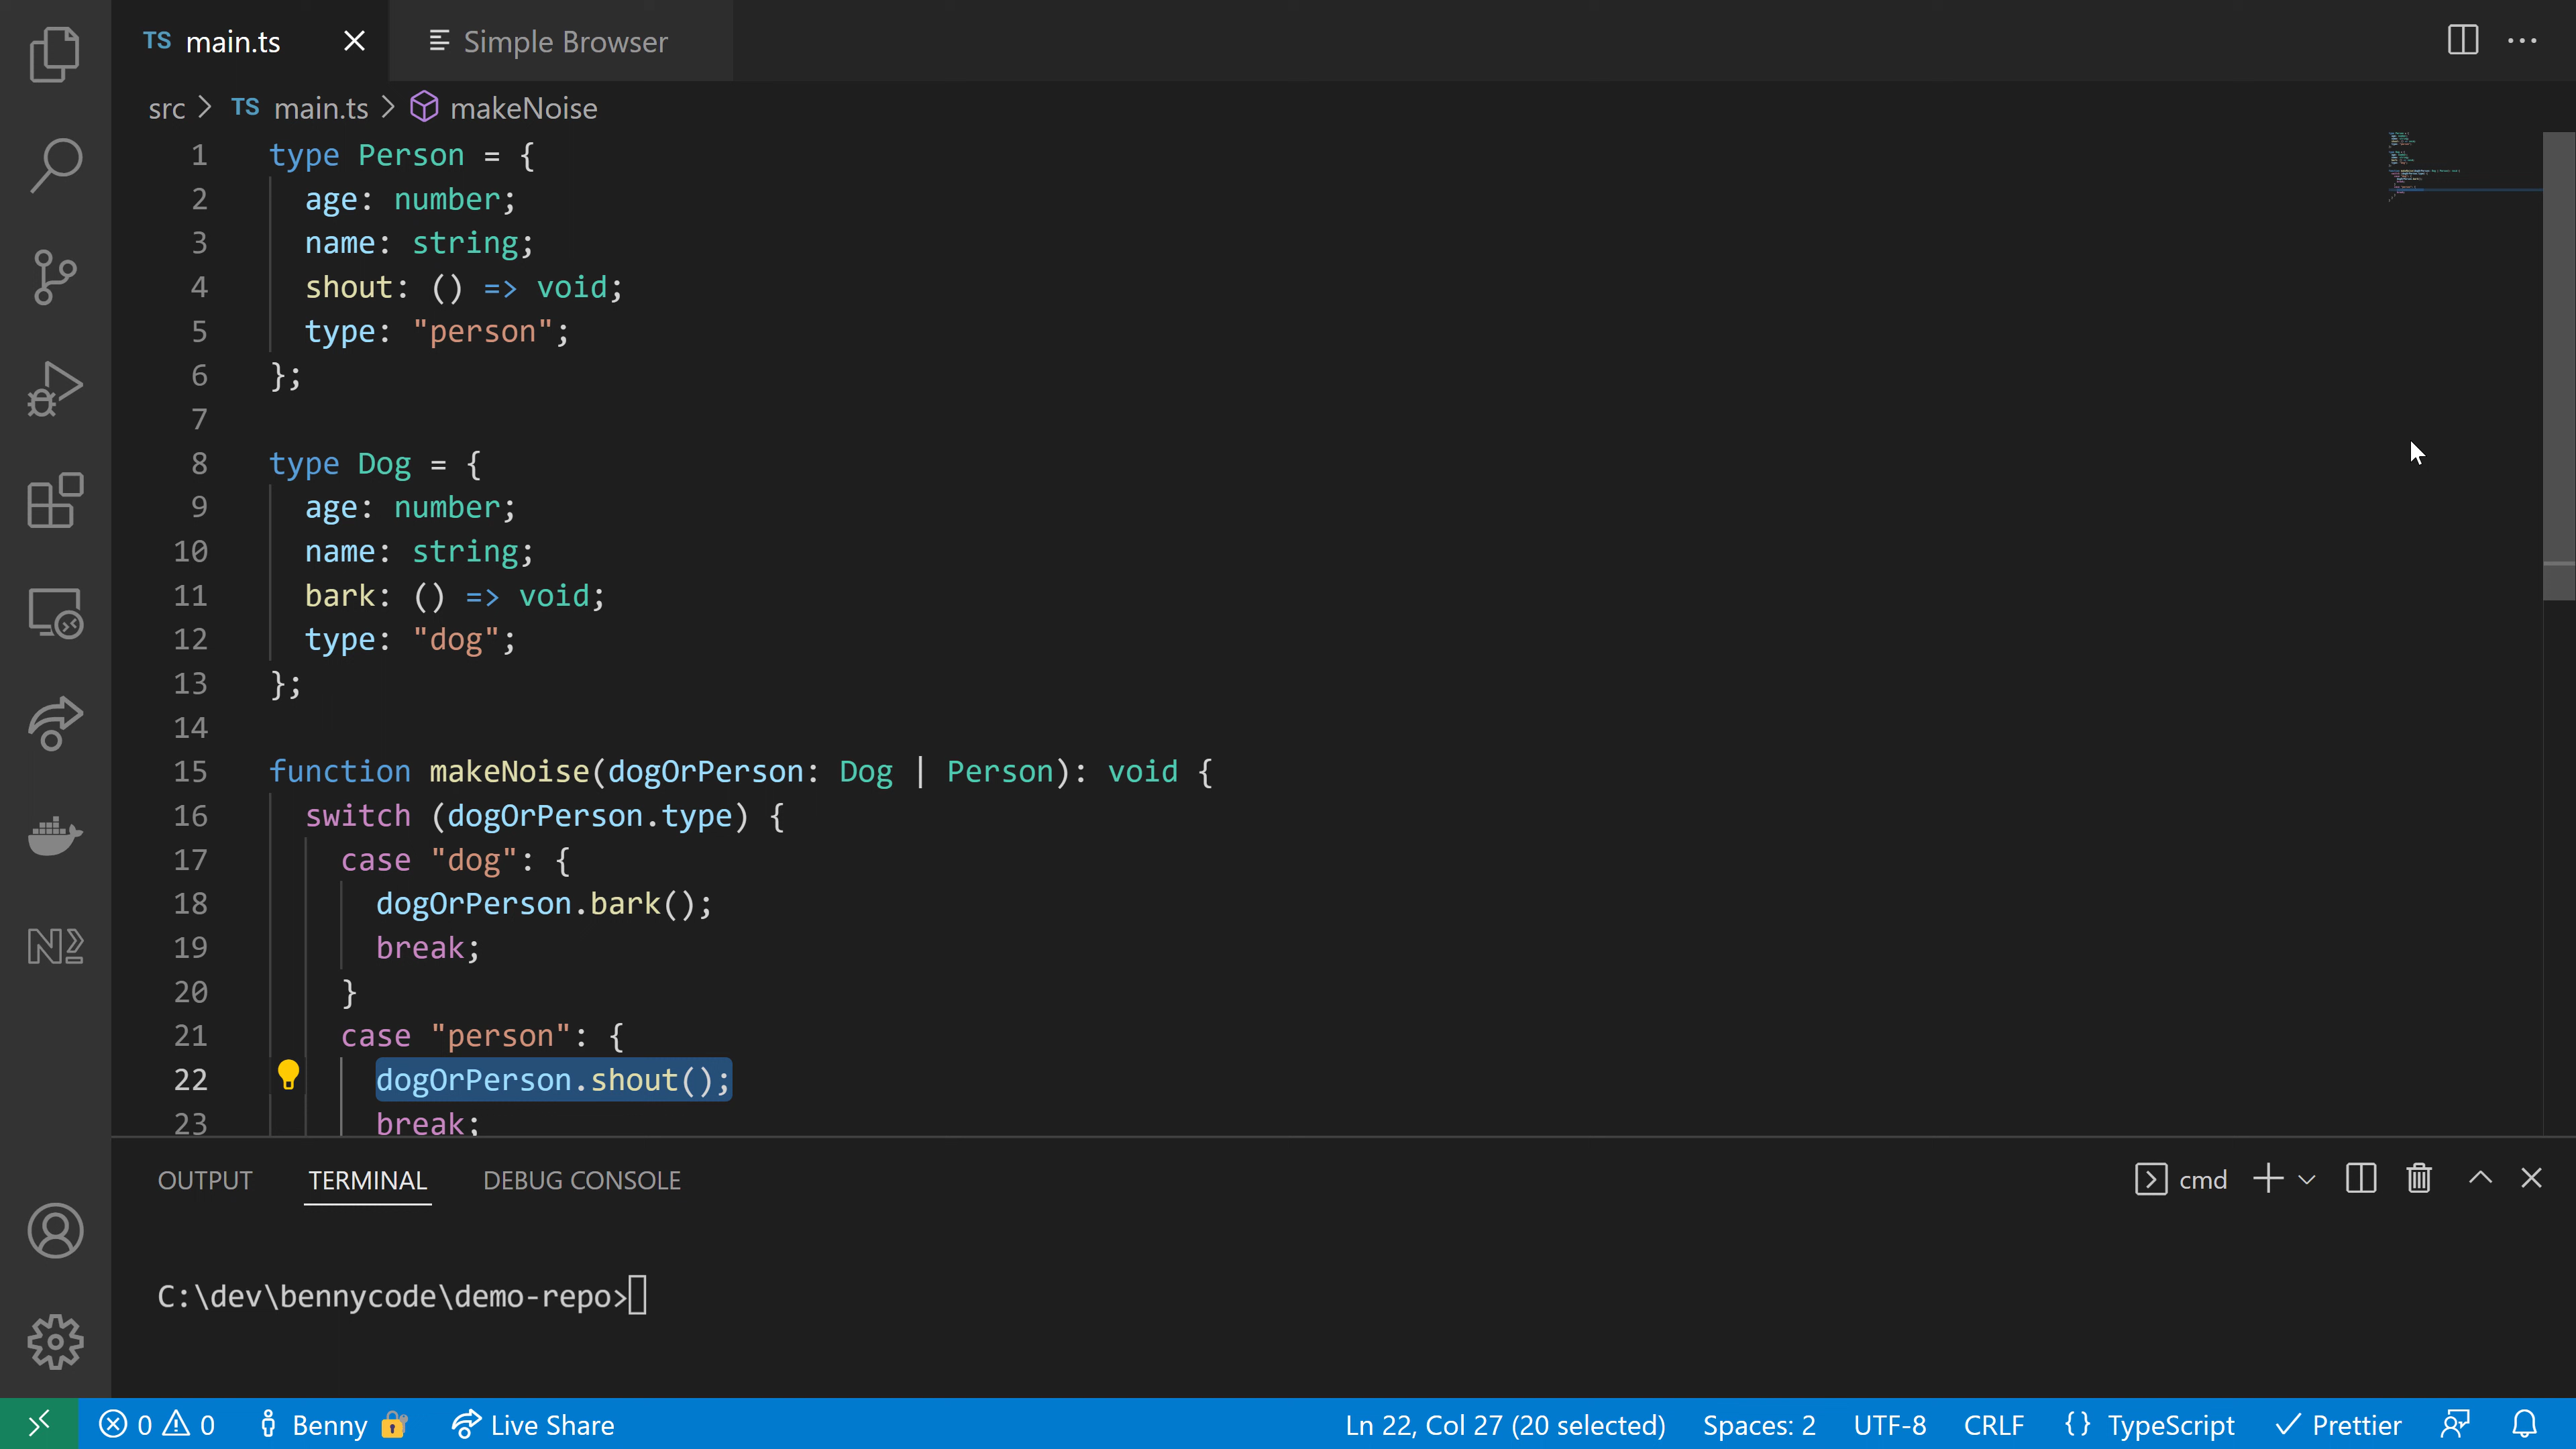 TS main.ts Simple Browser
src > TS main.ts > makeNoise
1 type Person = {
2   age: number;
3   name: string;
4   shout: () => void;
5   type: "person";
6 };
7
8 type Dog = {
9   age: number;
10   name: string;
11   bark: () => void;
12   type: "dog";
13 };
14
15 function makeNoise(dogOrPerson: Dog | Person): void {
16   switch (dogOrPerson.type) {
17     case "dog": {
18       dogOrPerson.bark();
19       break;
20     }
21     case "person": {
22       dogOrPerson.shout();
23       break;
OUTPUT TERMINAL DEBUG CONSOLE cmd
C:\dev\bennycode\demo-repo>
0 0 Benny Live Share Ln 22, Col 27 (20 selected) Spaces: 2 UTF-8 CRLF {} TypeScript Prettier